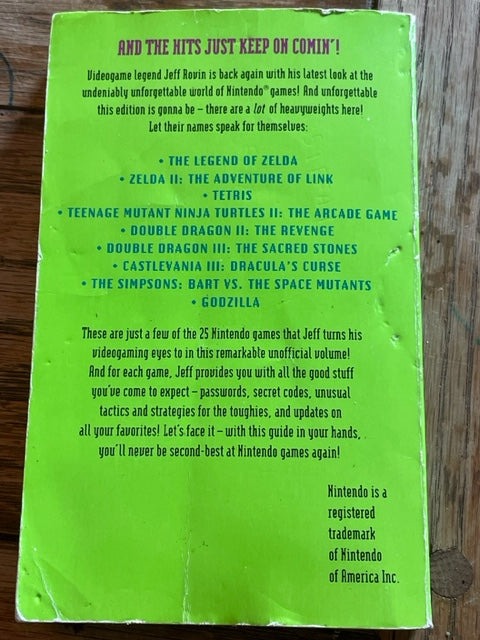 AND THE HITS JUST KEEP ON COMIN'!
Videogame legend Jeff Rovin is back again with his latest look at the
undeniably unforgettable world of Nintendo® games! And unforgettable
this edition is gonna be – there are a lot of heavyweights here!
Let their names speak for themselves:
• THE LEGEND OF ZELDA
• ZELDA II: THE ADVENTURE OF LINK
• TETRIS
• TEENAGE MUTANT NINJA TURTLES II: THE ARCADE GAME
• DOUBLE DRAGON II: THE REVENGE
• DOUBLE DRAGON III: THE SACRED STONES
• CASTLEVANIA III: DRACULA'S CURSE
• THE SIMPSONS: BART VS. THE SPACE MUTANTS
• GODZILLA
These are just a few of the 25 Nintendo games that Jeff turns his
videogaming eyes to in this remarkable unofficial volume!
And for each game, Jeff provides you with all the good stuff
you've come to expect – passwords, secret codes, unusual
tactics and strategies for the toughies, and updates on
all your favorites! Let's face it – with this guide in your hands,
you'll never be second-best at Nintendo games again!
Nintendo is a
registered
trademark
of Nintendo
of America Inc.